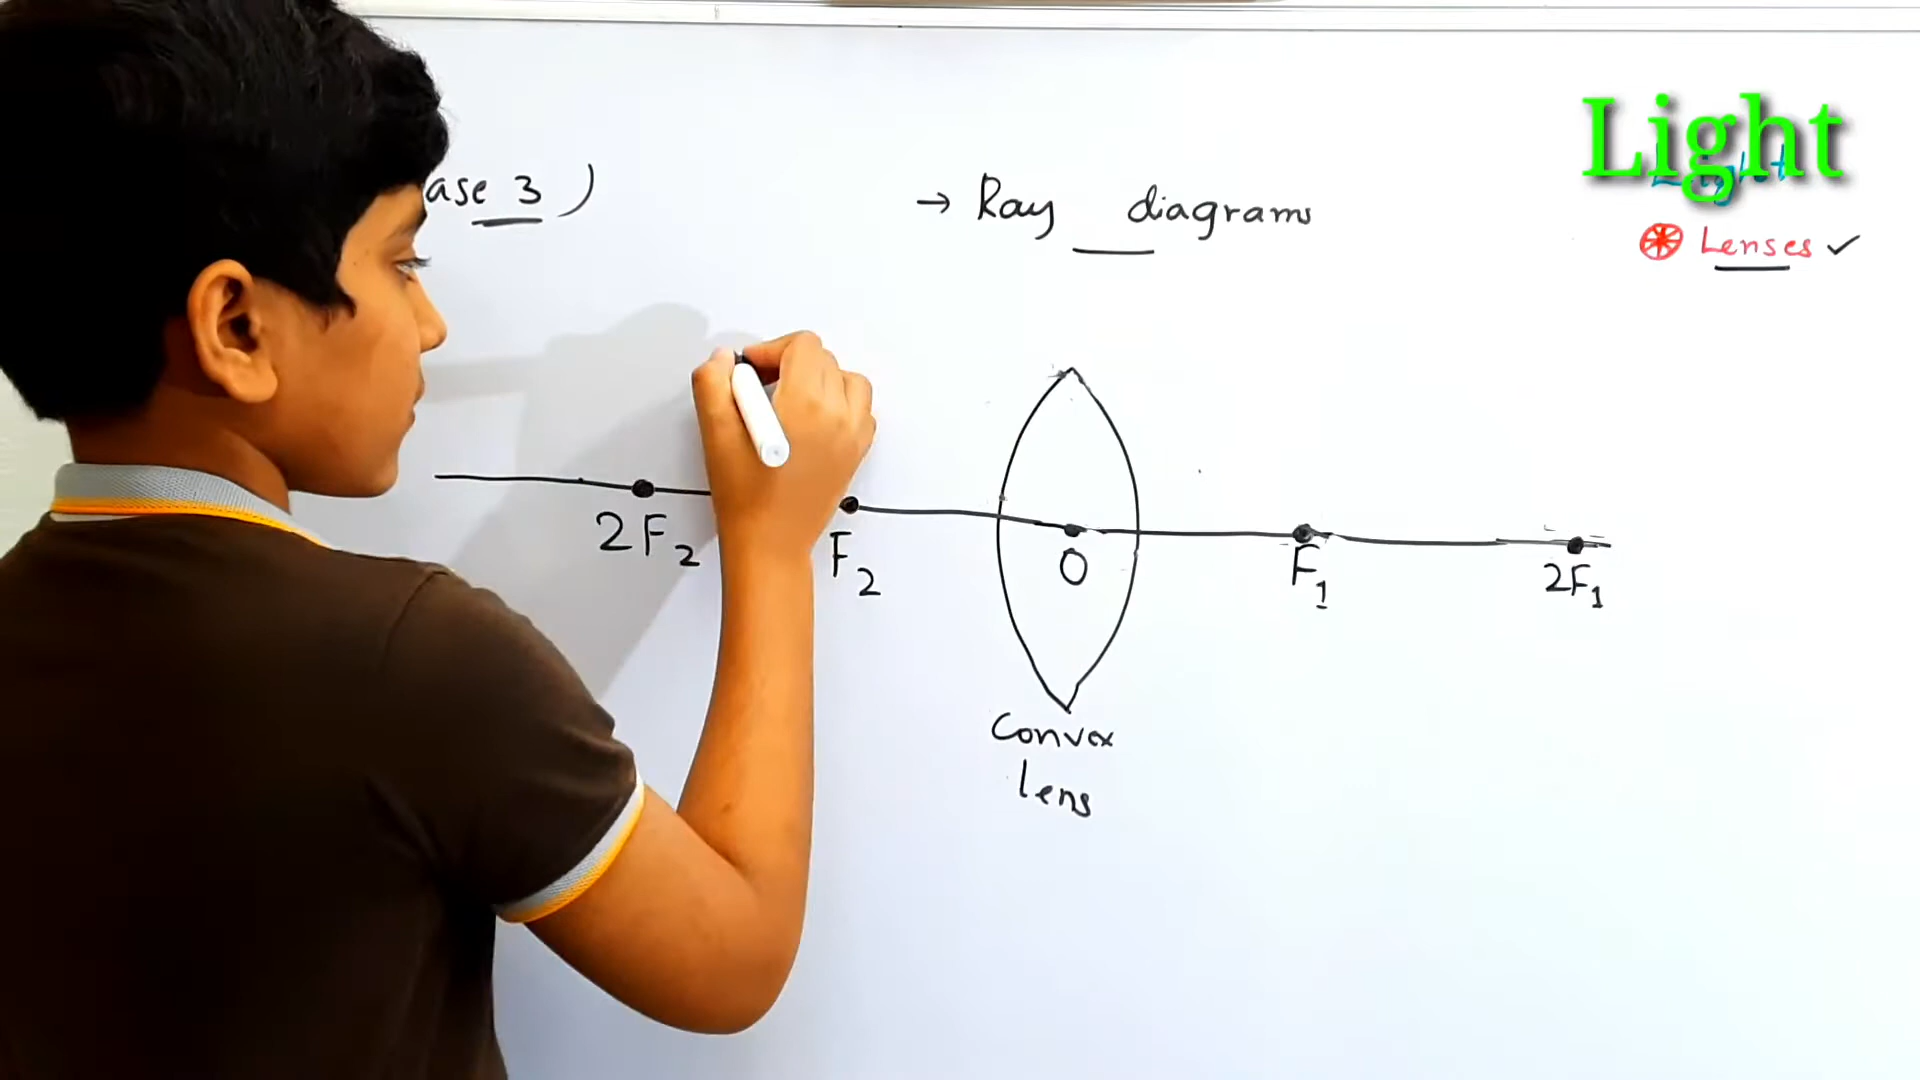 ase 3)
→ Ray diagrams
Light
Lenses ✓
2F₂
F₂
O
F₁
2F₁
Convex
lens